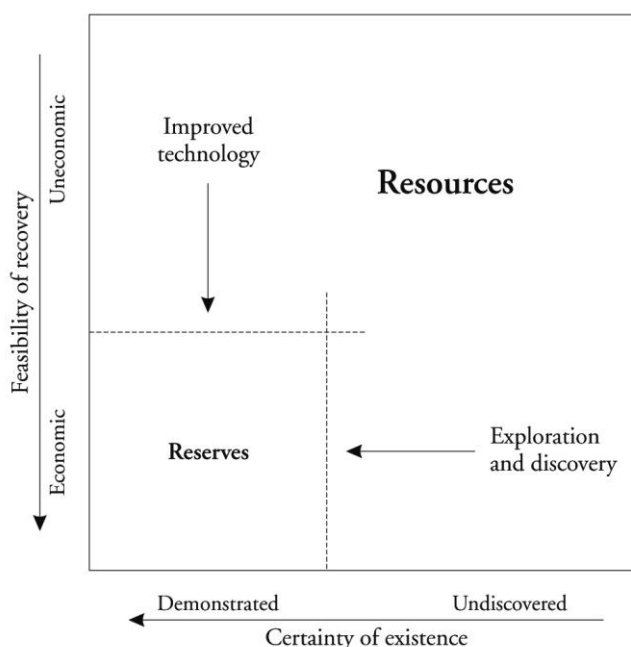 Improved
technology
Resources
Uneconomic
Feasibility of recovery
Economic
Reserves
Exploration
and discovery
Demonstrated
Undiscovered
Certainty of existence